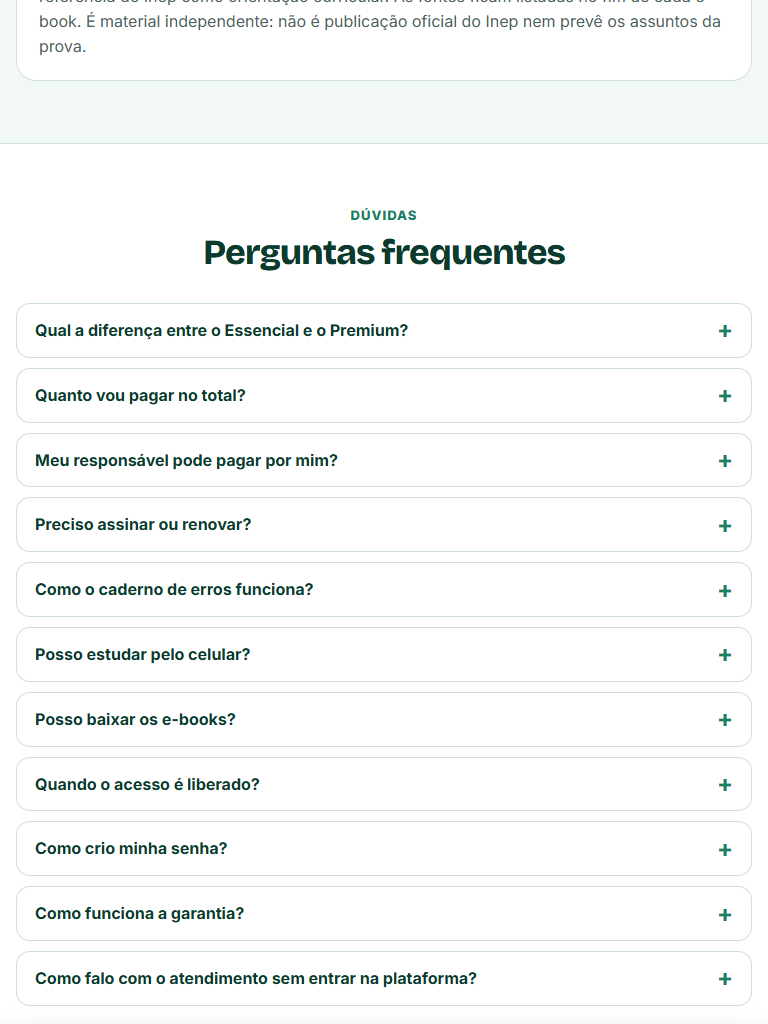 book. É material independente: não é publicação oficial do Inep nem prevê os assuntos da
prova.
DÚVIDAS
Perguntas frequentes
Qual a diferença entre o Essencial e o Premium?
+
Quanto vou pagar no total?
+
Meu responsável pode pagar por mim?
+
Preciso assinar ou renovar?
+
Como o caderno de erros funciona?
+
Posso estudar pelo celular?
+
Posso baixar os e-books?
+
Quando o acesso é liberado?
+
Como crio minha senha?
+
Como funciona a garantia?
+
Como falo com o atendimento sem entrar na plataforma?
+